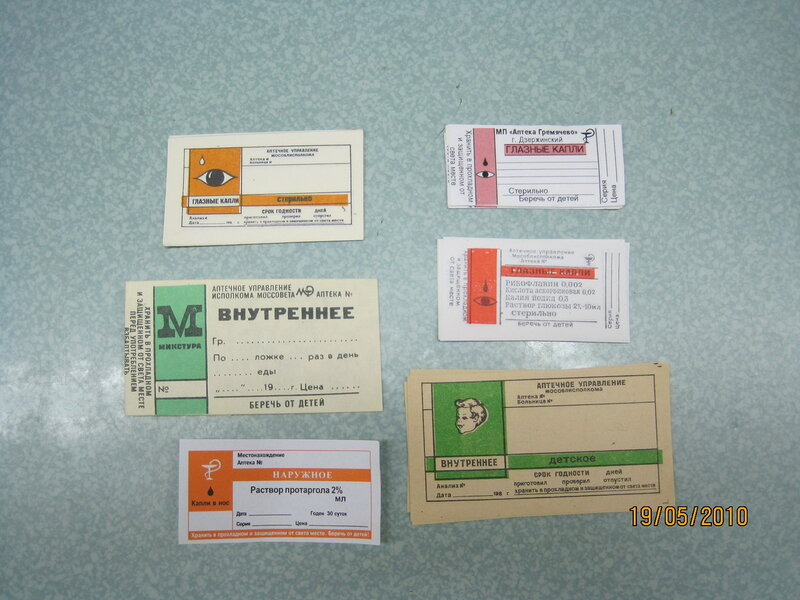 АПТЕЧНОЕ УПРАВЛЕНИЕ
МОСОБЛИСПОЛКОМА
Аптека №
Больница №
ГЛАЗНЫЕ КАПЛИ
СТЕРИЛЬНО
СРОК ГОДНОСТИ дней
приготовил проверил отпустил
Анализ №
Дата 198 г. хранить в прохладном и защищенном от света месте
МП «Аптека Гремячево»
г. Дзержинский
ГЛАЗНЫЕ КАПЛИ
Стерильно
Беречь от детей
Хранить в прохладном
и защищенном от
света месте
Серия
Цена
Аптечное управление
Мособлисполкома
Аптека №
ГЛАЗНЫЕ КАПЛИ
РИБОФЛАВИН 0,002
Кислота аскорбиновая 0,02
Калия йодид 0,3
Раствор глюкозы 2%-10мл
стерильно
Беречь от детей
Хранить в прохладном
и защищенном
от света месте
Серия
Цена
АПТЕЧНОЕ УПРАВЛЕНИЕ
ИСПОЛКОМА МОССОВЕТА АПТЕКА №
ВНУТРЕННЕЕ
М
МИКСТУРА
№
Гр.
По .... ложке ... раз в день
......... еды
"....."....19....г. Цена ......
БЕРЕЧЬ ОТ ДЕТЕЙ
ХРАНИТЬ В ПРОХЛАДНОМ
И ЗАЩИЩЕННОМ ОТ СВЕТА МЕСТЕ
ПЕРЕД УПОТРЕБЛЕНИЕМ
ВЗБАЛТЫВАТЬ
АПТЕЧНОЕ УПРАВЛЕНИЕ
МОСОБЛИСПОЛКОМА
Аптека №
Больница №
ВНУТРЕННЕЕ
детское
СРОК ГОДНОСТИ дней
приготовил проверил отпустил
Анализ №
Дата 198 г. хранить в прохладном и защищенном от света месте
Местонахождение
Аптека №
НАРУЖНОЕ
Раствор протаргола 2%
МЛ
Капли в нос
Дата Годен 30 суток
Серия Цена
Хранить в прохладном и защищенном от света месте. Беречь от детей!
19/05/2010